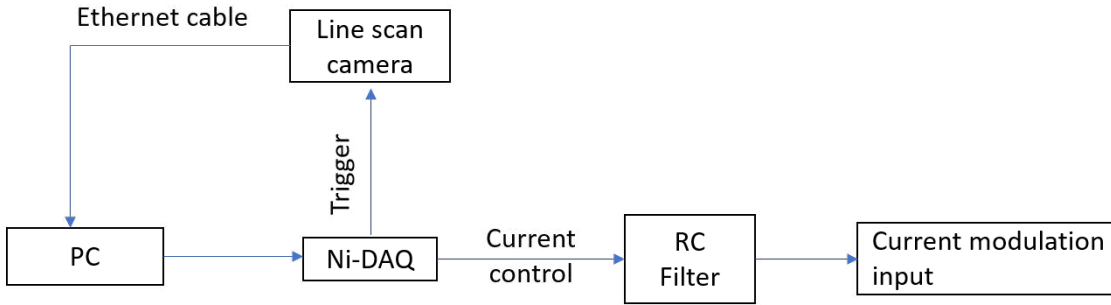 Ethernet cable
Line scan
camera
Trigger
PC
Ni-DAQ
Current
control
RC
Filter
Current modulation
input